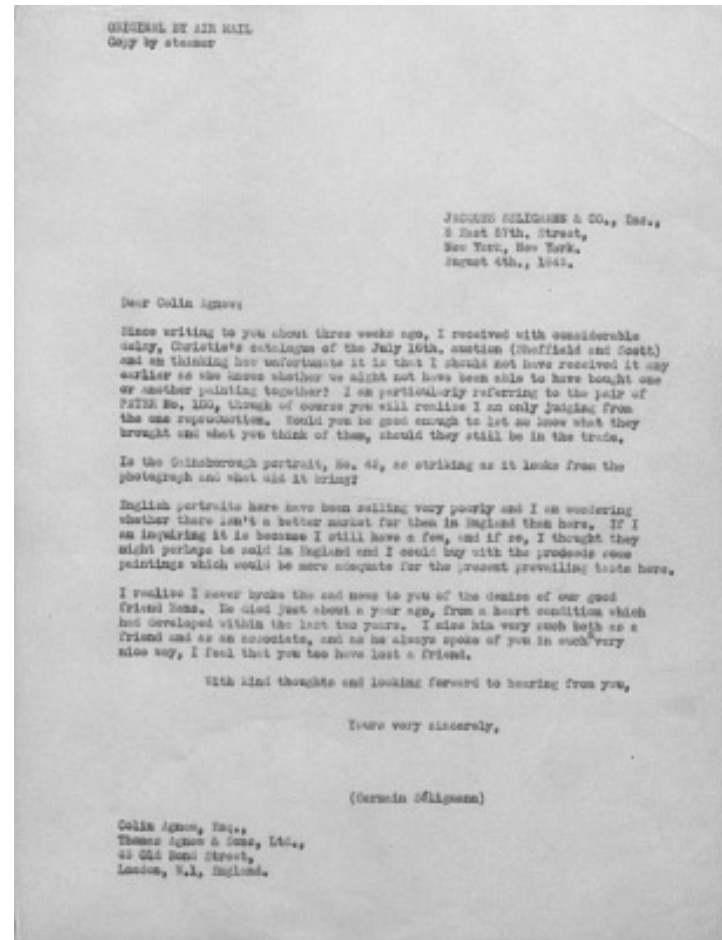 ORIGINAL BY AIR MAIL
Copy by steamer
JACQUES SELIGMANN & CO., Inc.,
5 East 57th. Street,
New York, New York.
August 4th.,
Dear Colin Agnew:
Since writing to you about three weeks ago, I received with considerable
delay, Christie's catalogue of the July 16th. auction (Sheffield and Scott)
and am thinking how unfortunate it is that I should not have received it any
earlier as who knows whether we might not have been able to have bought one
or another painting together? I am particularly referring to the pair of
PATER No. 100, though of course you will realize I am only judging from
the one reproduction. Would you be good enough to let me know what they
brought and what you think of them, should they still be in the trade.
Is the Gainsborough portrait, No. as striking as it looks from the
photograph and what did it bring?
English portraits here have been selling very poorly and I am wondering
whether there isn't a better market for them in England than here. If I
am inquiring it is because I still have a few, and if so, I thought they
might perhaps be sold in England and I could buy with the proceeds some
paintings which would be more adequate for the present prevailing taste here.
I realize I never broke the sad news to you of the demise of our good
friend He died just about a year ago, from a heart condition which
had developed within the last two years. I miss him very much both as a
friend and as an associate, and as he always spoke of you in such very
nice way, I feel that you too have lost a friend.
With kind thoughts and looking forward to hearing from you,
Yours very sincerely,
(Germain Séligmann)
Colin Agnew, Esq.,
Thomas Agnew & Sons, Ltd.,
43 Old Bond Street,
London, W.1, England.